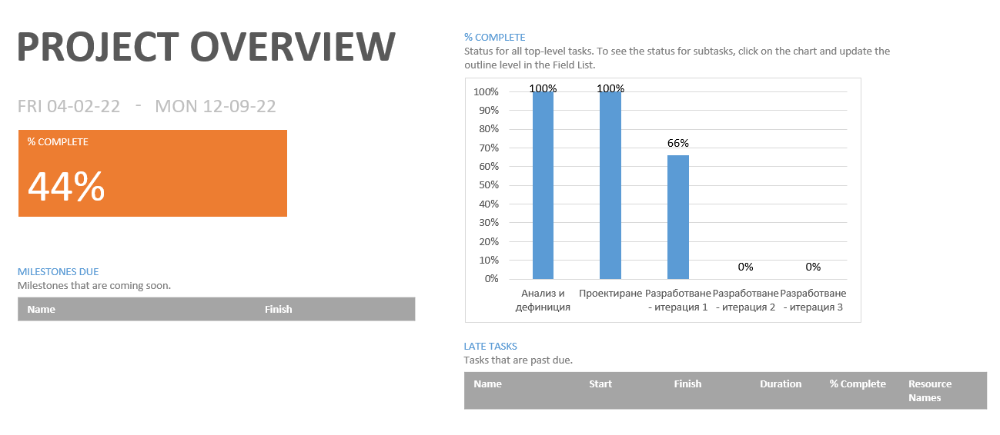 PROJECT OVERVIEW
FRI 04-02-22 - MON 12-09-22
% COMPLETE
44%
MILESTONES DUE
Milestones that are coming soon.
Name Finish
% COMPLETE
Status for all top-level tasks. To see the status for subtasks, click on the chart and update the
outline level in the Field List.
100%
90%
80%
70%
60%
50%
40%
30%
20%
10%
0%
100%
100%
66%
0%
0%
Анализ и
дефиниция
Проектиране
Разработване
- итерация 1
Разработване
- итерация 2
Разработване
- итерация 3
LATE TASKS
Tasks that are past due.
Name Start Finish Duration % Complete Resource
Names